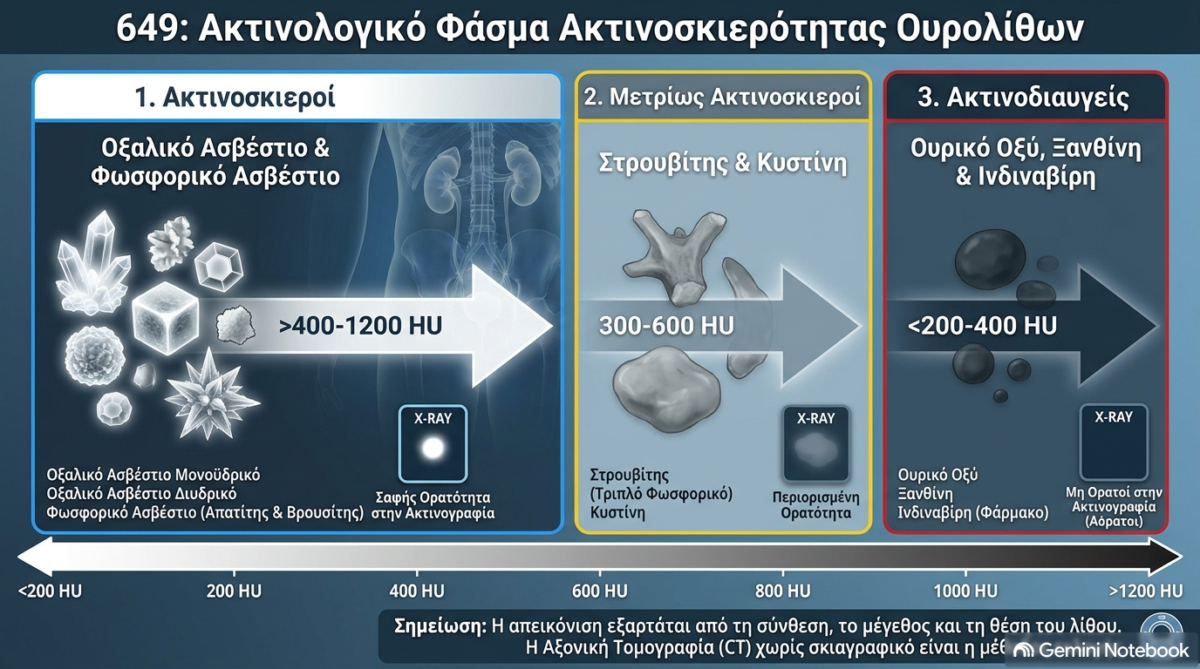 649: Ακτινολογικό Φάσμα Ακτινοσκιερότητας Ουρολίθων
1. Ακτινοσκιεροί
Οξαλικό Ασβέστιο &
Φωσφορικό Ασβέστιο
>400-1200 HU
X-RAY
Οξαλικό Ασβέστιο Μονοϋδρικό
Οξαλικό Ασβέστιο Διυδρικό
Φωσφορικό Ασβέστιο (Απατίτης & Βρουσίτης)
Σαφής Ορατότητα
στην Ακτινογραφία
2. Μετρίως Ακτινοσκιεροί
Στρουβίτης & Κυστίνη
300-600 HU
X-RAY
Στρουβίτης
(Τριπλό Φωσφορικό)
Κυστίνη
Περιορισμένη
Ορατότητα
3. Ακτινοδιαυγείς
Ουρικό Οξύ, Ξανθίνη
& Ινδιναβίρη
<200-400 HU
X-RAY
Ουρικό Οξύ
Ξανθίνη
Ινδιναβίρη (Φάρμακο)
Μη Ορατοί στην
Ακτινογραφία
(Αόρατοι)
<200 HU 200 HU 400 HU 600 HU 800 HU 1000 HU >1200 HU
Σημείωση: Η απεικόνιση εξαρτάται από τη σύνθεση, το μέγεθος και τη θέση του λίθου.
Η Αξονική Τομογραφία (CT) χωρίς σκιαγραφικό είναι η
Gemini Notebook